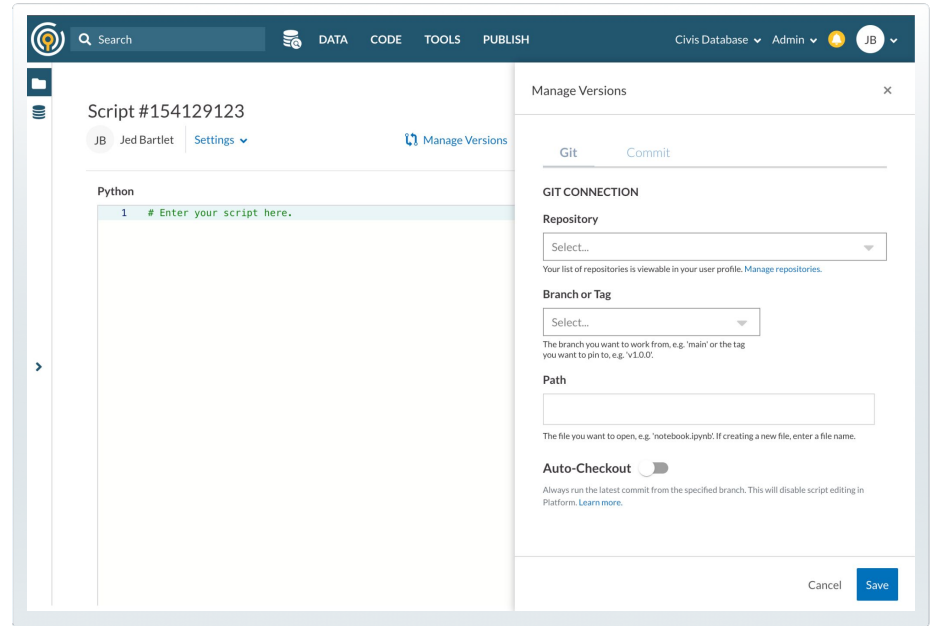 Search
DATA CODE TOOLS PUBLISH
Civis Database Admin JB
Script #154129123
JB Jed Bartlet Settings
Manage Versions
Python
1 # Enter your script here.
Manage Versions
Git Commit
GIT CONNECTION
Repository
Select...
Your list of repositories is viewable in your user profile. Manage repositories.
Branch or Tag
Select...
The branch you want to work from, e.g. 'main' or the tag
you want to pin to, e.g. 'v1.0.0'.
Path
The file you want to open, e.g. 'notebook.ipynb'. If creating a new file, enter a file name.
Auto-Checkout
Always run the latest commit from the specified branch. This will disable script editing in
Platform. Learn more.
Cancel Save